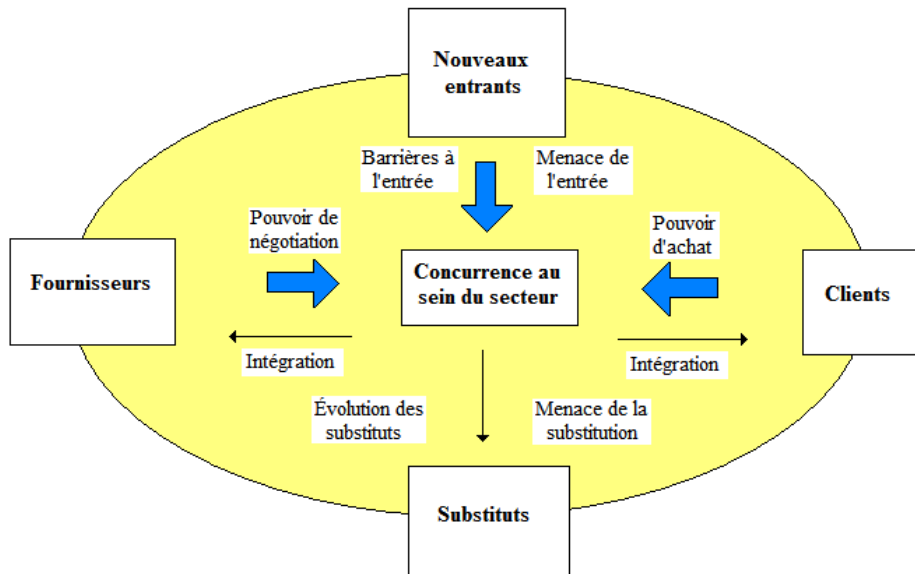 Nouveaux
entrants
Barrières à
l'entrée
Menace de
l'entrée
Pouvoir de
négotiation
Pouvoir
d'achat
Fournisseurs
Concurrence au
sein du secteur
Clients
Intégration
Intégration
Évolution des
substituts
Menace de la
substitution
Substituts